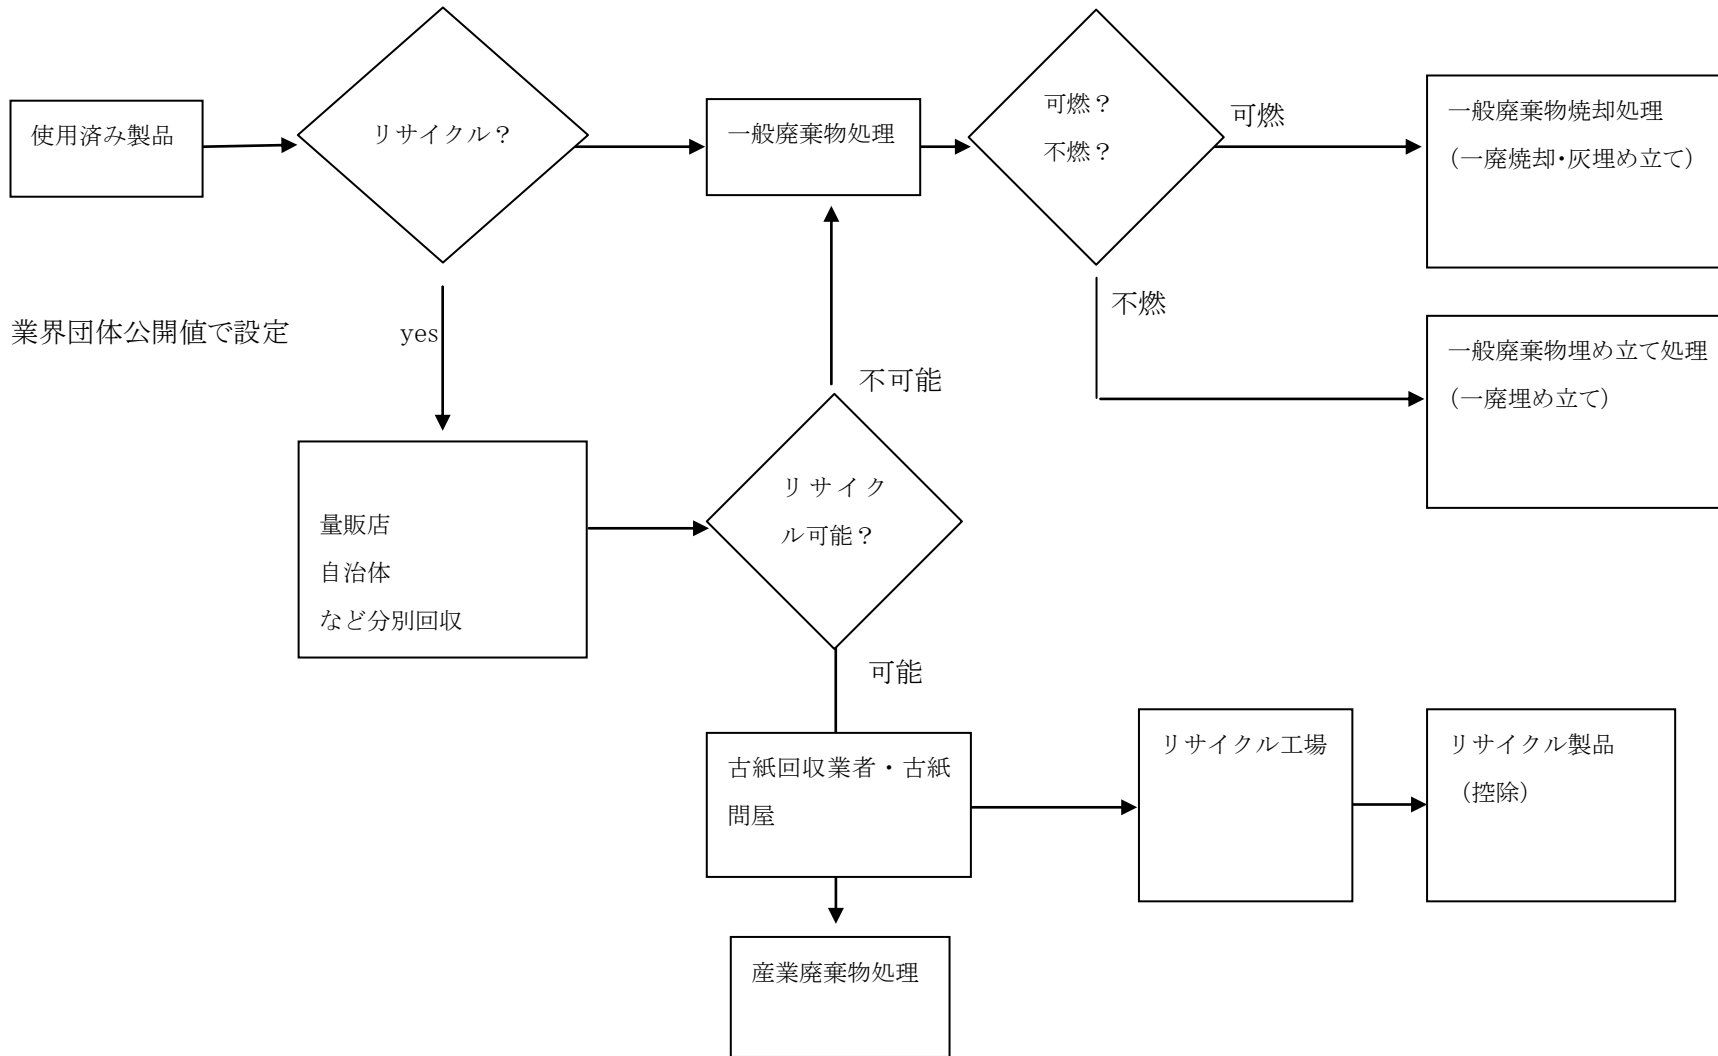 使用済み製品
リサイクル？
一般廃棄物処理
可燃？
不燃？
可燃
一般廃棄物焼却処理
（一廃焼却・灰埋め立て）
不燃
業界団体公開値で設定
yes
一般廃棄物埋め立て処理
（一廃埋め立て）
不可能
量販店
自治体
など分別回収
リサイク
ル可能？
可能
古紙回収業者・古紙
問屋
リサイクル工場
リサイクル製品
（控除）
産業廃棄物処理